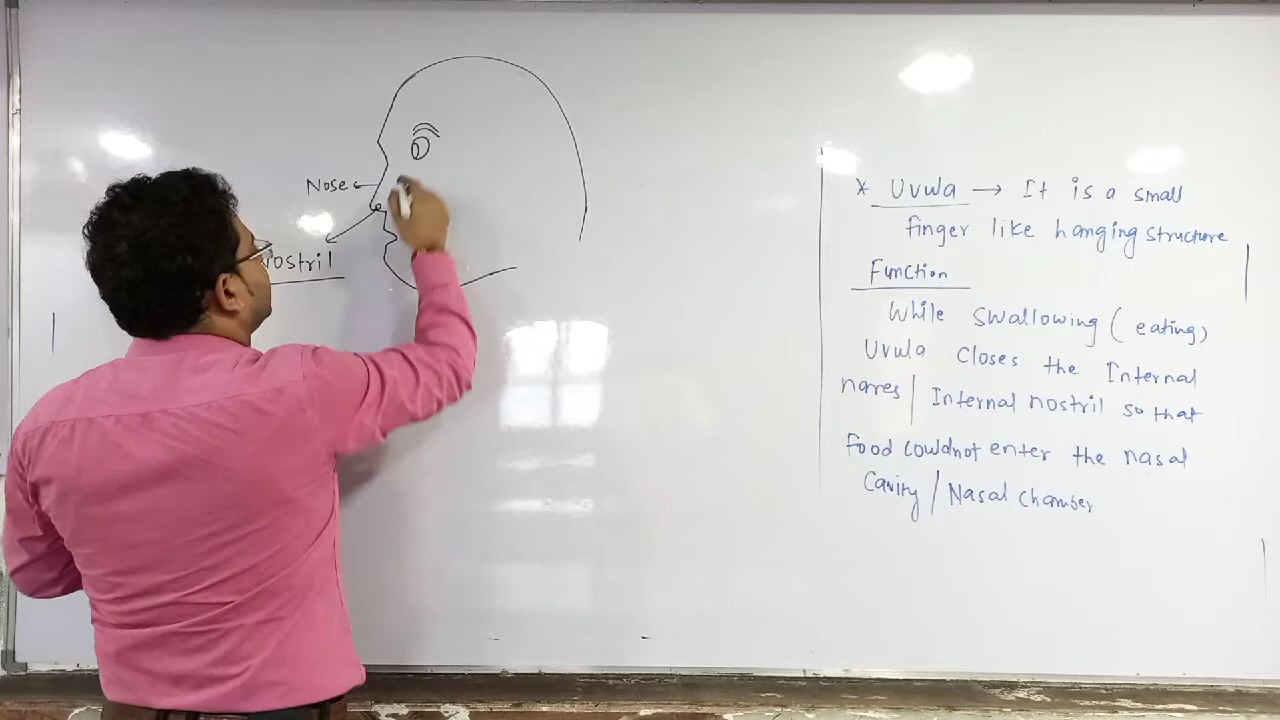 Nose
ostril
* Uvula → It is a small
finger like hanging structure
Function
While swallowing ( eating,
Uvula closes the Internal
nares / Internal nostril so that
food couldnot enter the nasal
Cavity / Nasal chamber